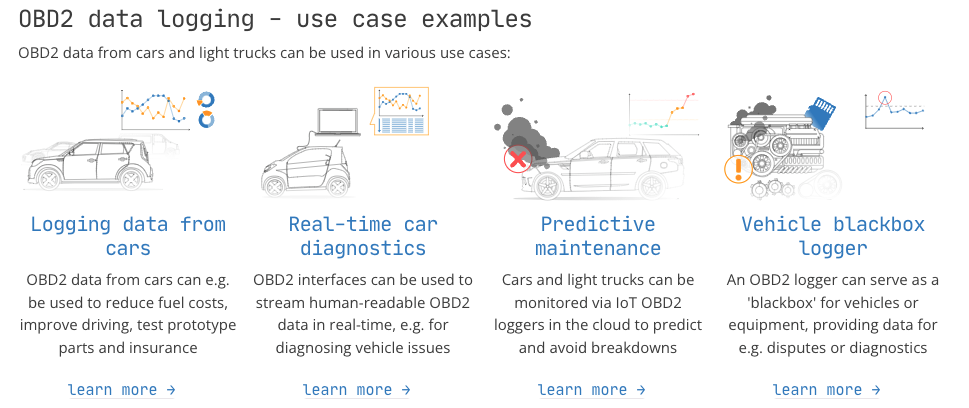 OBD2 data logging - use case examples
OBD2 data from cars and light trucks can be used in various use cases:
Logging data from
cars
OBD2 data from cars can e.g.
be used to reduce fuel costs,
improve driving, test prototype
parts and insurance
learn more →
Real-time car
diagnostics
OBD2 interfaces can be used to
stream human-readable OBD2
data in real-time, e.g. for
diagnosing vehicle issues
learn more →
Predictive
maintenance
Cars and light trucks can be
monitored via IoT OBD2
loggers in the cloud to predict
and avoid breakdowns
learn more →
Vehicle blackbox
logger
An OBD2 logger can serve as a
'blackbox' for vehicles or
equipment, providing data for
e.g. disputes or diagnostics
learn more →